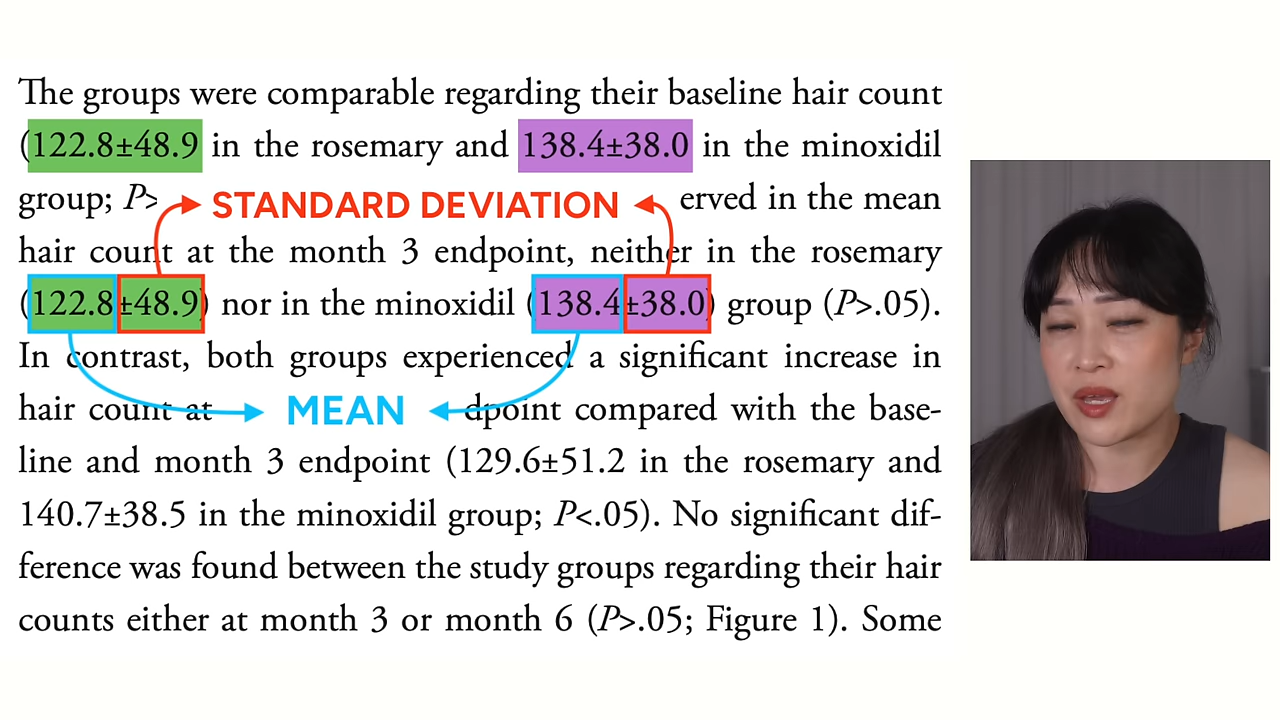 The groups were comparable regarding their baseline hair count
(122.8±48.9 in the rosemary and 138.4±38.0 in the minoxidil
group; P> STANDARD DEVIATION erved in the mean
hair count at the month 3 endpoint, neither in the rosemary
(122.8±48.9) nor in the minoxidil (138.4±38.0) group (P>.05).
In contrast, both groups experienced a significant increase in
hair count at MEAN dpoint compared with the base-
line and month 3 endpoint (129.6±51.2 in the rosemary and
140.7±38.5 in the minoxidil group; P<.05). No significant dif-
ference was found between the study groups regarding their hair
counts either at month 3 or month 6 (P>.05; Figure 1). Some